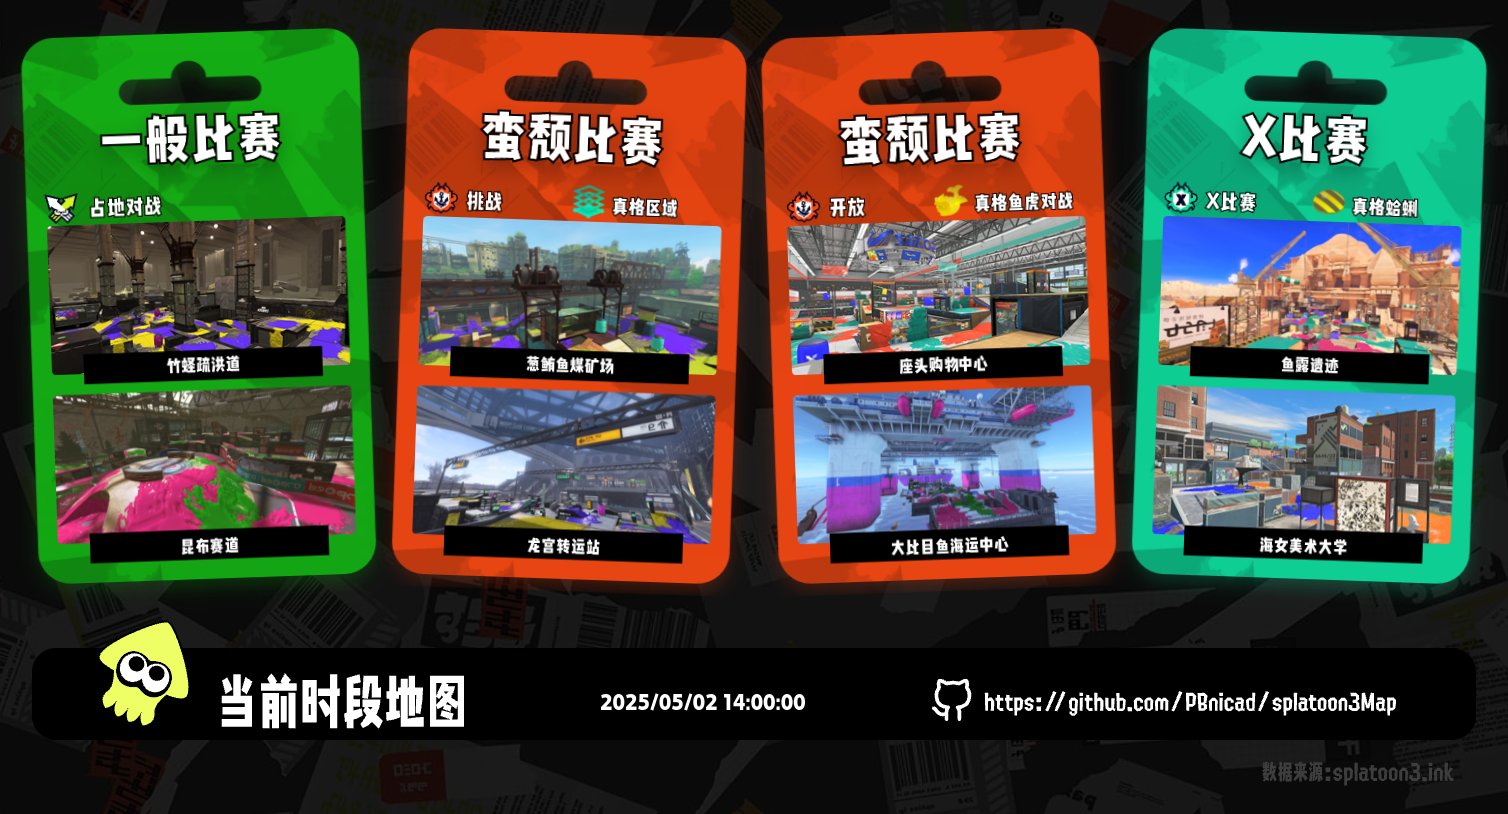 一般比赛
占地对战
竹蛏疏洪道
昆布赛道
蛮颓比赛
挑战
真格区域
葱鲔鱼煤矿场
龙宫转运站
蛮颓比赛
开放
真格鱼虎对战
座头购物中心
大比目鱼海运中心
X比赛
X比赛
真格蛤蜊
鱼露遗迹
海女美术大学
当前时段地图
2025/05/02 14:00:00
https://github.com/PBnicad/splatoon3Map
数据来源:splatoon3.ink